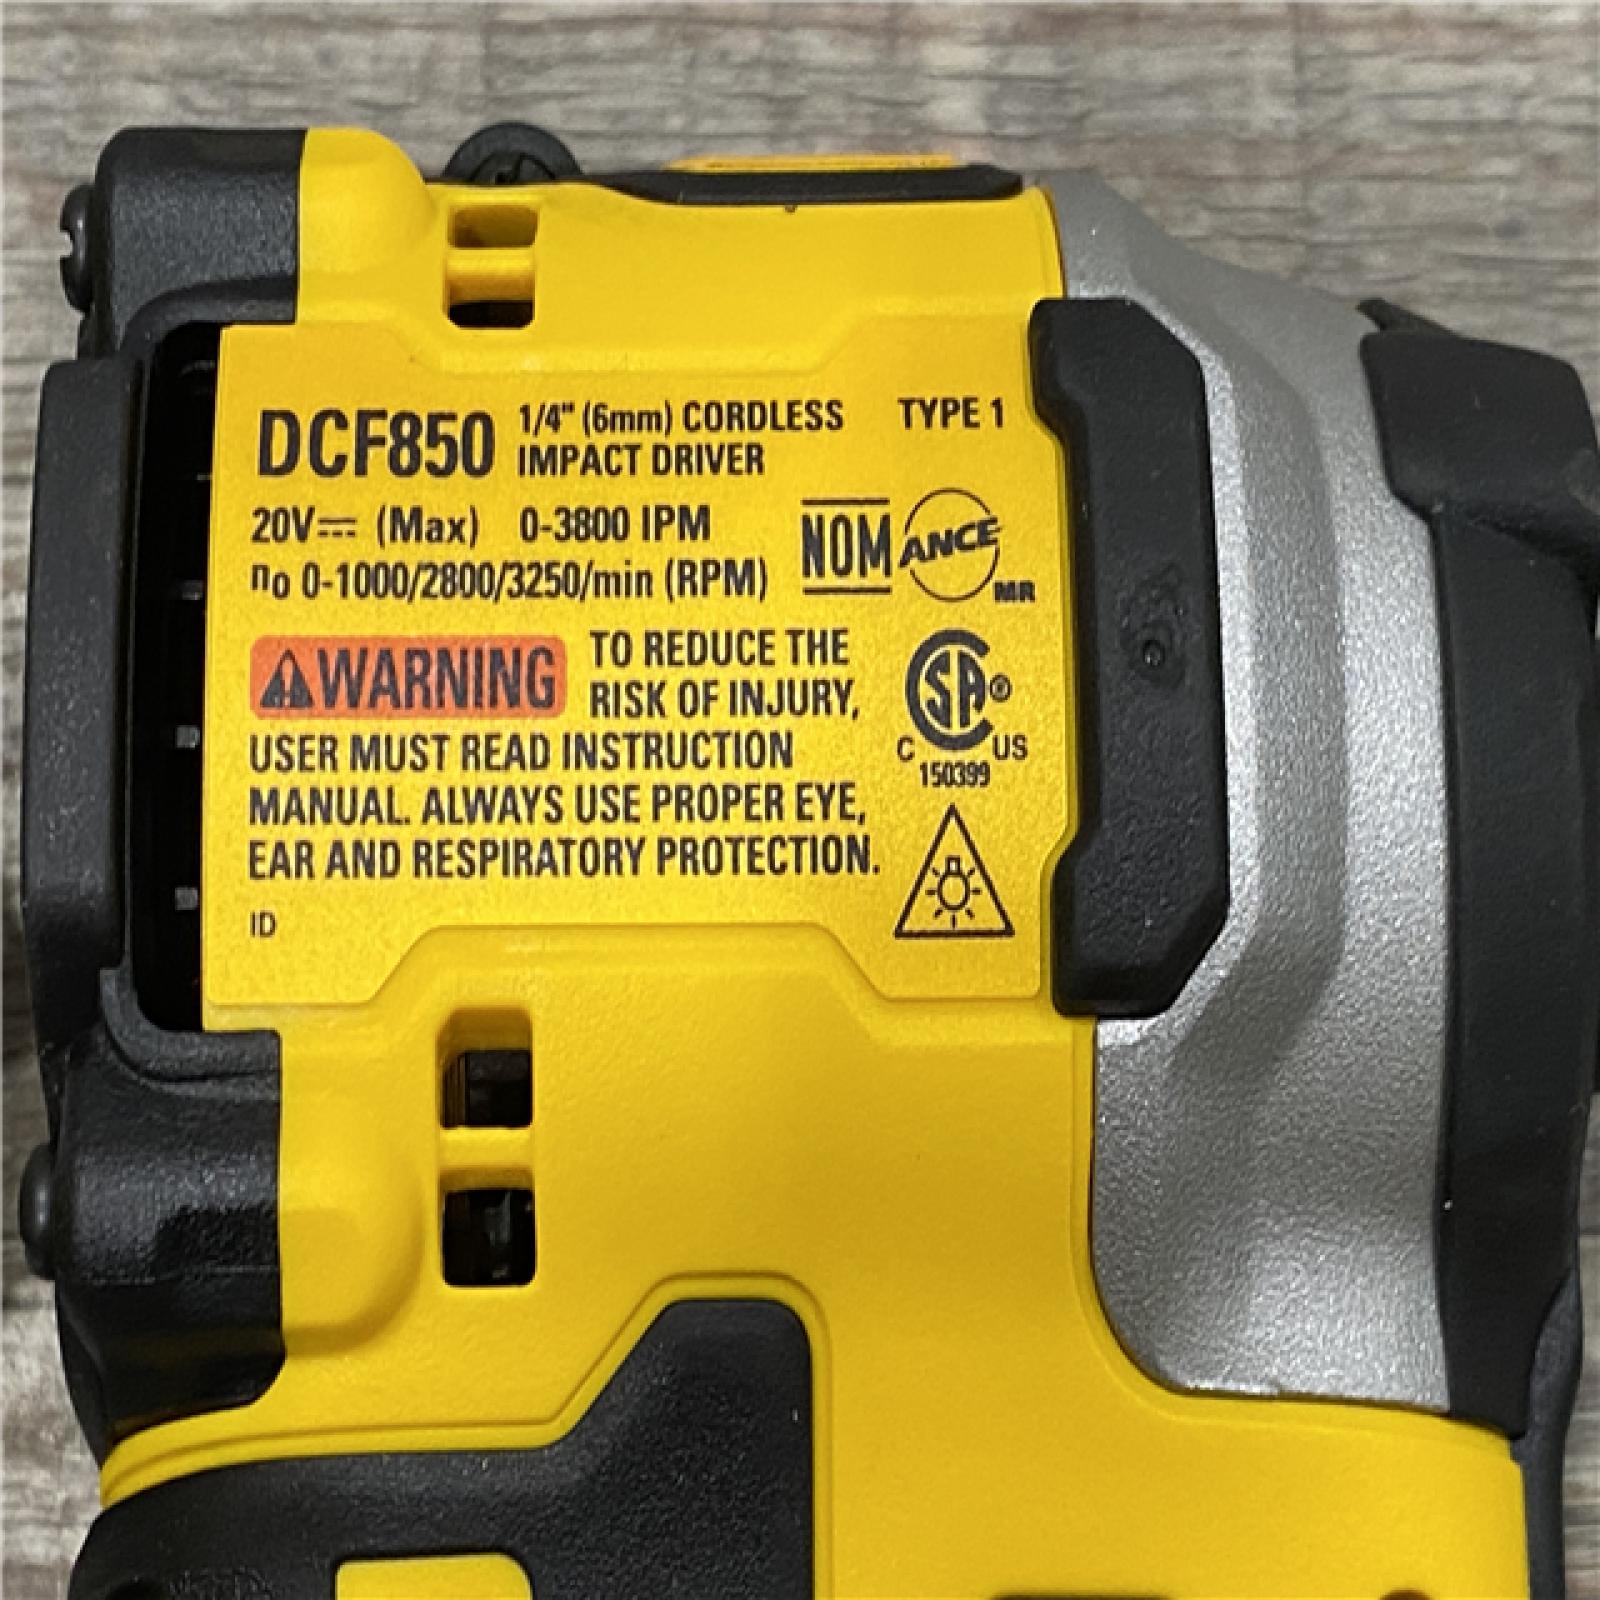 DCF850 1/4" (6mm) CORDLESS TYPE 1
IMPACT DRIVER
20V⎓ (Max) 0-3800 IPM
no 0-1000/2800/3250/min (RPM)
NOM ANCE MR
WARNING TO REDUCE THE
RISK OF INJURY,
USER MUST READ INSTRUCTION
MANUAL. ALWAYS USE PROPER EYE,
EAR AND RESPIRATORY PROTECTION.
ID
CSA®
C US
150399